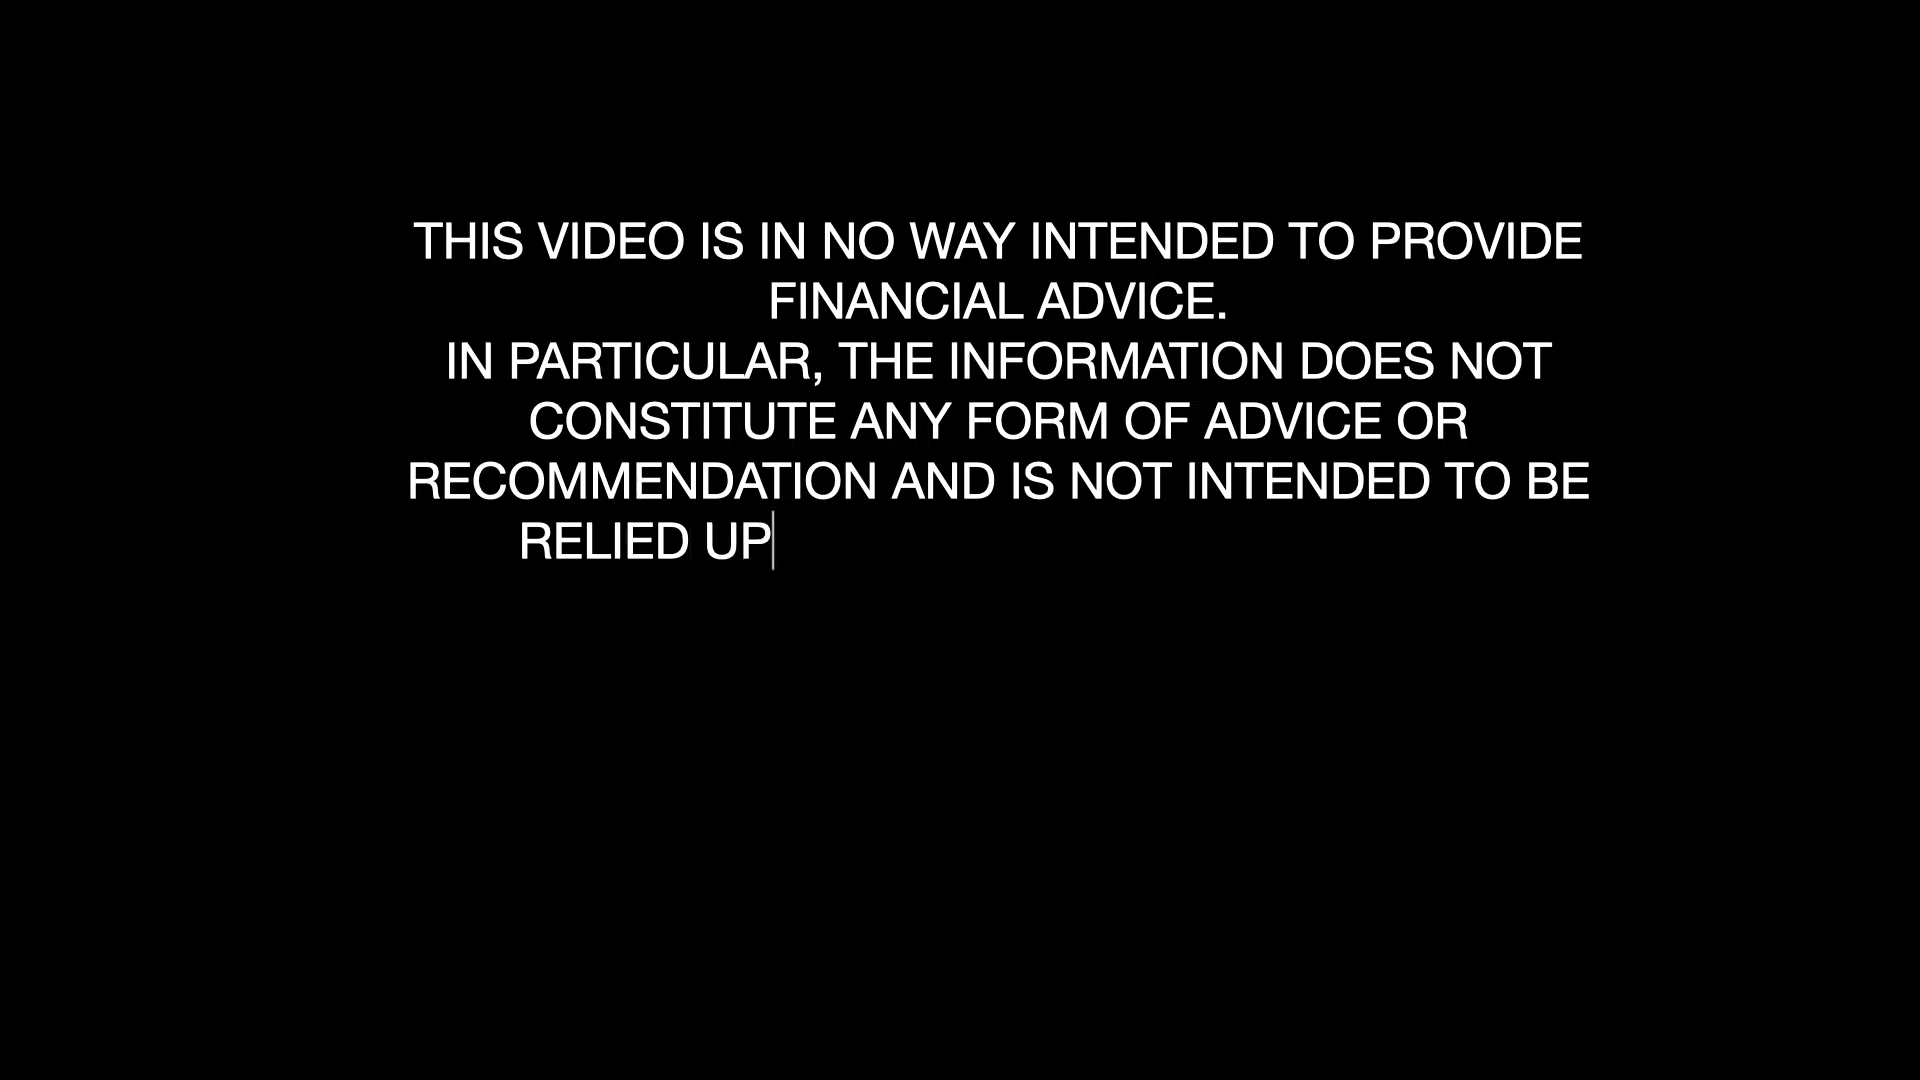 THIS VIDEO IS IN NO WAY INTENDED TO PROVIDE
FINANCIAL ADVICE.
IN PARTICULAR, THE INFORMATION DOES NOT
CONSTITUTE ANY FORM OF ADVICE OR
RECOMMENDATION AND IS NOT INTENDED TO BE
RELIED UP